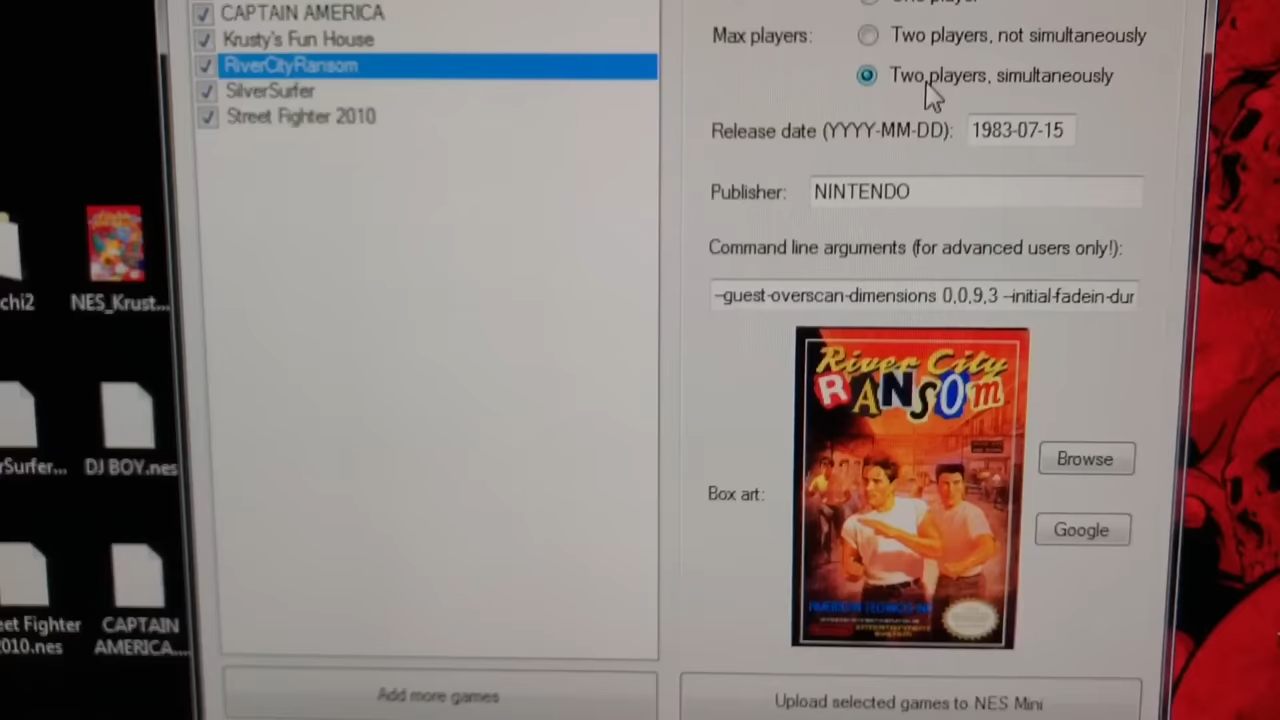 CAPTAIN AMERICA
Krusty's Fun House
RiverCityRansom
SilverSurfer
Street Fighter 2010
Max players:
Two players, not simultaneously
Two players, simultaneously
Release date (YYYY-MM-DD):
1983-07-15
Publisher:
NINTENDO
Command line arguments (for advanced users only!):
--guest-overscan-dimensions 0,0,9,3 --initial-fadein-dur
Box art:
River City
RANSOM
Browse
Google
Add more games
Upload selected games to NES Mini
chi2
NES_Krust...
rSurfer...
DJ BOY.nes
eet Fighter
2010.nes
CAPTAIN
AMERICA....